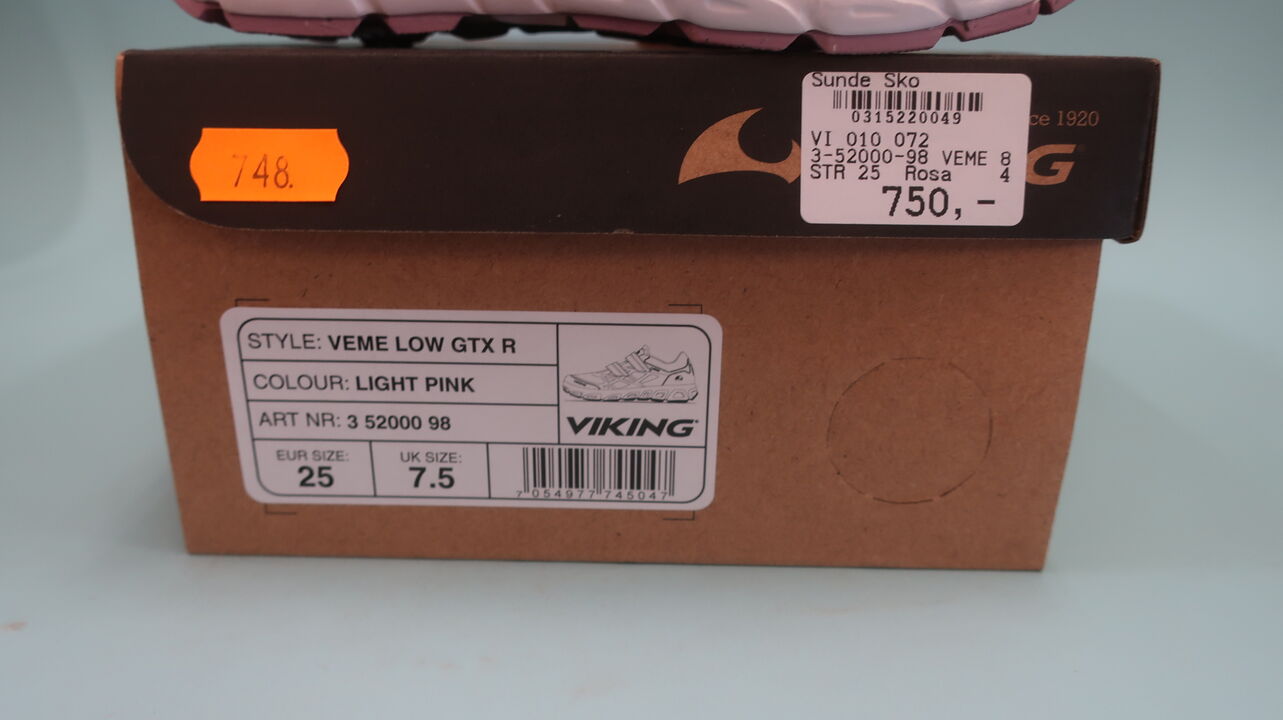 Sunde Sko
0315220049
ce 1920
VI 010 072
3-52000-98 VEME 8
STR 25 Rosa 4
750,-
G
748.
STYLE: VEME LOW GTX R
COLOUR: LIGHT PINK
ART NR: 3 52000 98
VIKING
EUR SIZE:
25
UK SIZE:
7.5
7 054977 745047